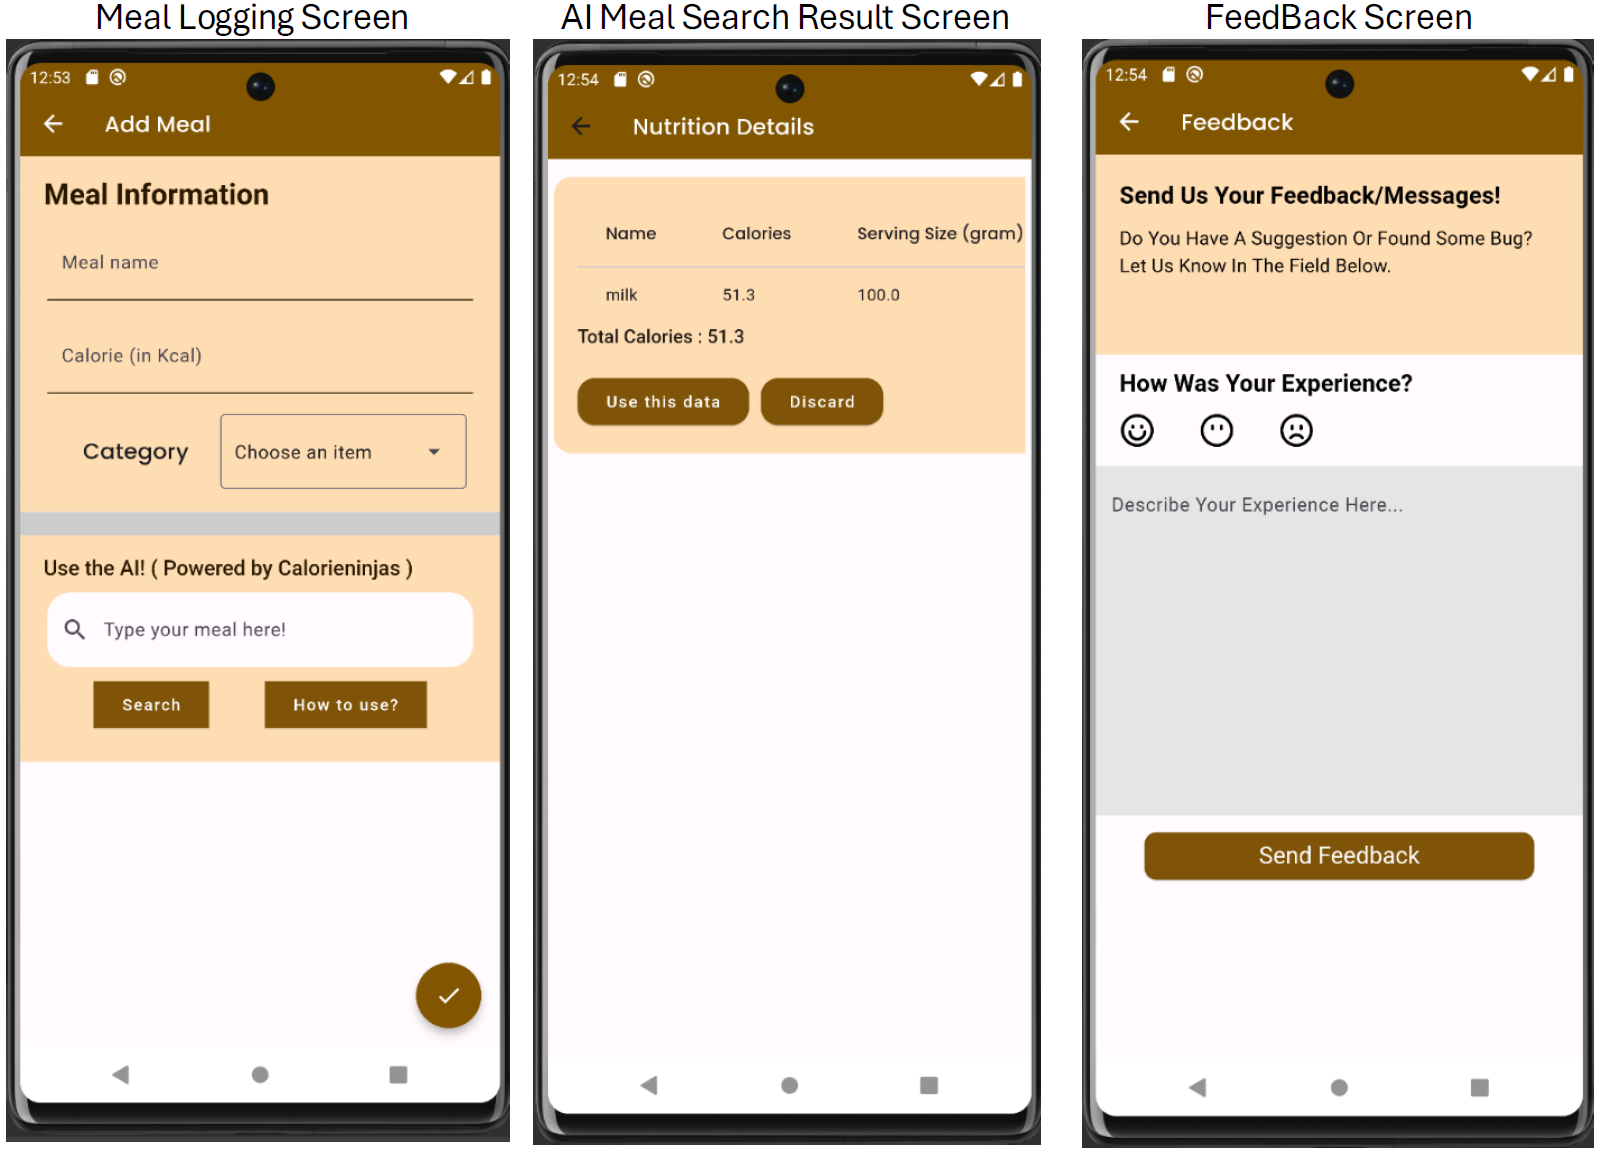 Meal Logging Screen
12:53
Add Meal
Meal Information
Meal name
Calorie (in Kcal)
Category
Choose an item
Use the AI! ( Powered by Calorieninjas )
Type your meal here!
Search
How to use?
AI Meal Search Result Screen
12:54
Nutrition Details
Name Calories Serving Size (gram)
milk 51.3 100.0
Total Calories : 51.3
Use this data
Discard
FeedBack Screen
12:54
Feedback
Send Us Your Feedback/Messages!
Do You Have A Suggestion Or Found Some Bug?
Let Us Know In The Field Below.
How Was Your Experience?
Describe Your Experience Here...
Send Feedback